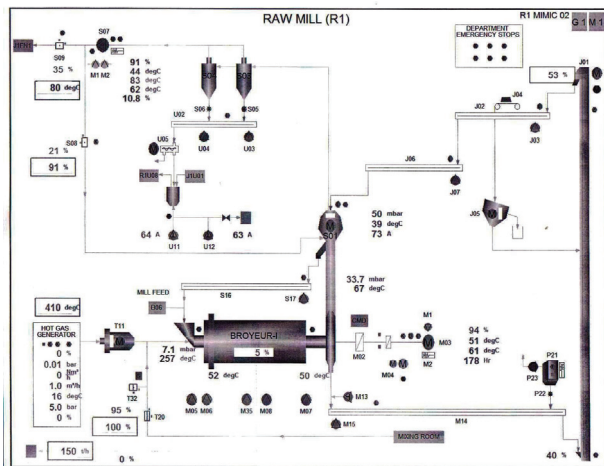 RAW MILL (R1)
R1 MIMIC 02
G 1 M 1
J1FN1
S09
S07
M1 M2
35 %
80 degC
91 %
44 degC
83 degC
62 degC
10.8 %
S06
S05
U02
U04
U03
U05
S08
21 %
91 %
R1U08
J1U01
64 A
U11
U12
63 A
DEPARTMENT
EMERGENCY STOPS
J01
53 %
J04
J02
J03
J06
J07
J05
S01
50 mbar
39 degC
73 A
33.7 mbar
67 degC
MILL FEED
S16
S17
410 degC
T11
HOT GAS
GENERATOR
0 %
0.01 bar
0 Nm³
1.0 m³/h
16 degC
5.0 bar
0 %
BROYEUR-I
5 %
7.1 mbar
257 degC
52 degC
50 degC
M02
M1
M03
M2
M04
94 %
51 degC
61 degC
178 Hr
P21
P23
P22
T32
T20
95 %
100 %
M05 M06
M35 M08
M07
M13
M15
M14
MIXING ROOM
150 t/h
0 %
40 %